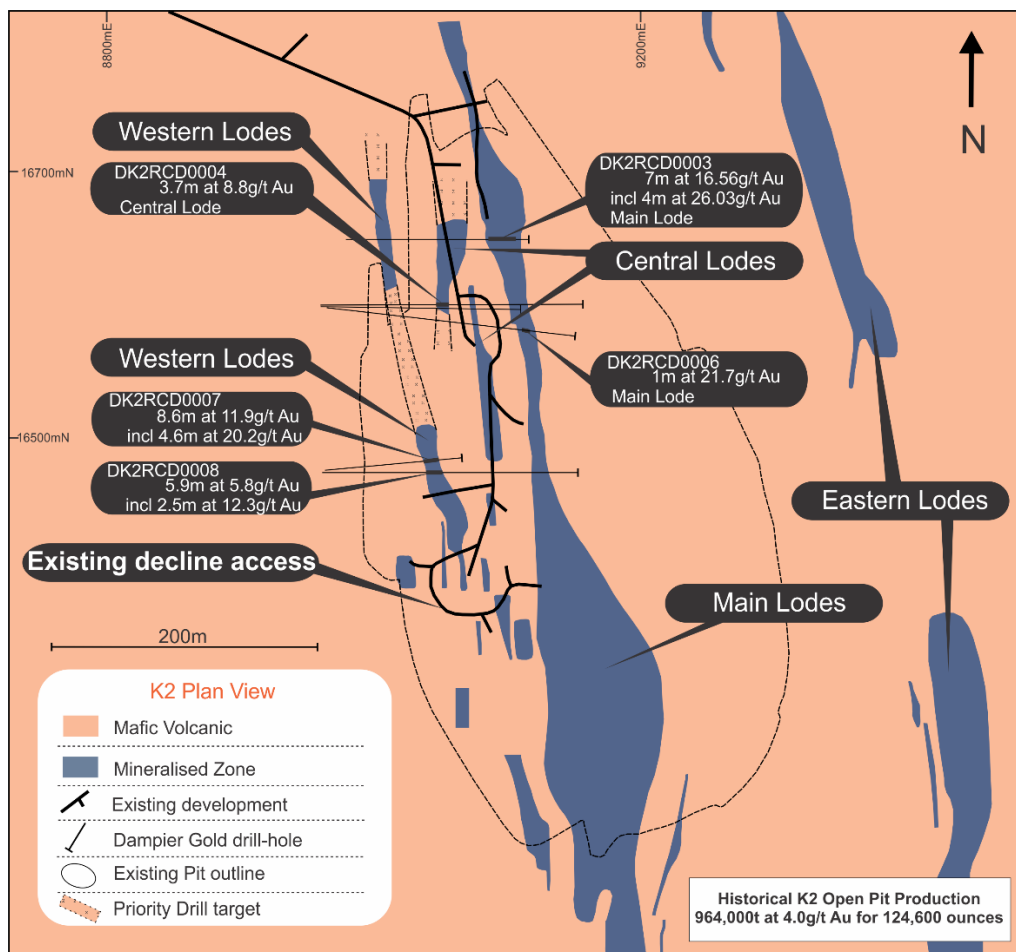 8800mE
9200mE
N
Western Lodes
16700mN
DK2RCD0004
3.7m at 8.8g/t Au
Central Lode
DK2RCD0003
7m at 16.56g/t Au
incl 4m at 26.03g/t Au
Main Lode
Central Lodes
Western Lodes
DK2RCD0006
1m at 21.7g/t Au
Main Lode
DK2RCD0007
8.6m at 11.9g/t Au
incl 4.6m at 20.2g/t Au
16500mN
DK2RCD0008
5.9m at 5.8g/t Au
incl 2.5m at 12.3g/t Au
Eastern Lodes
Existing decline access
Main Lodes
200m
K2 Plan View
Mafic Volcanic
Mineralised Zone
Existing development
Dampier Gold drill-hole
Existing Pit outline
Priority Drill target
Historical K2 Open Pit Production
964,000t at 4.0g/t Au for 124,600 ounces